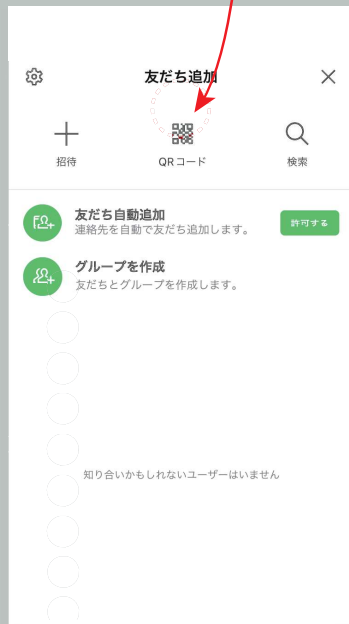 友だち追加
招待
QRコード
検索
友だち自動追加
連絡先を自動で友だち追加します。
許可する
グループを作成
友だちとグループを作成します。
知り合いかもしれないユーザーはいません